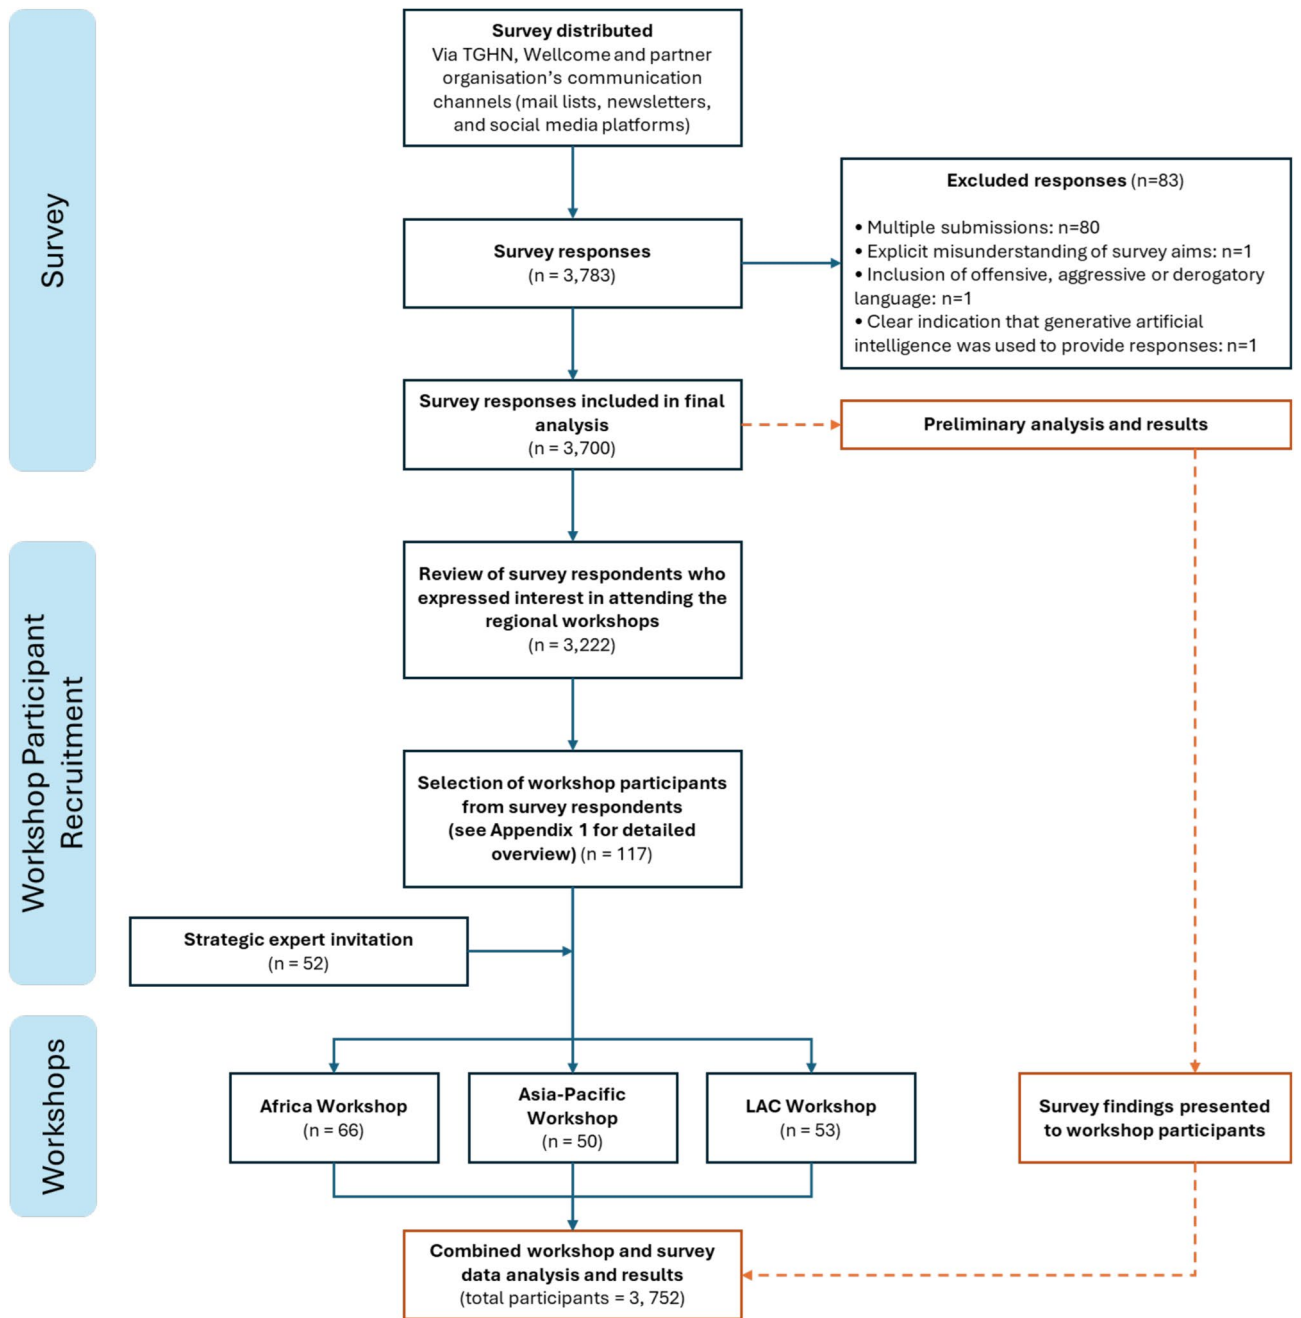 Survey
Survey distributed
Via TGHN, Wellcome and partner
organisation's communication
channels (mail lists, newsletters,
and social media platforms)
Survey responses
(n = 3,783)
Excluded responses (n=83)
• Multiple submissions: n=80
• Explicit misunderstanding of survey aims: n=1
• Inclusion of offensive, aggressive or derogatory
language: n=1
• Clear indication that generative artificial
intelligence was used to provide responses: n=1
Survey responses included in final
analysis
(n = 3,700)
Preliminary analysis and results
Workshop Participant
Recruitment
Review of survey respondents who
expressed interest in attending the
regional workshops
(n = 3,222)
Selection of workshop participants
from survey respondents
(see Appendix 1 for detailed
overview) (n = 117)
Strategic expert invitation
(n = 52)
Workshops
Africa Workshop
(n = 66)
Asia-Pacific
Workshop
(n = 50)
LAC Workshop
(n = 53)
Survey findings presented
to workshop participants
Combined workshop and survey
data analysis and results
(total participants = 3, 752)